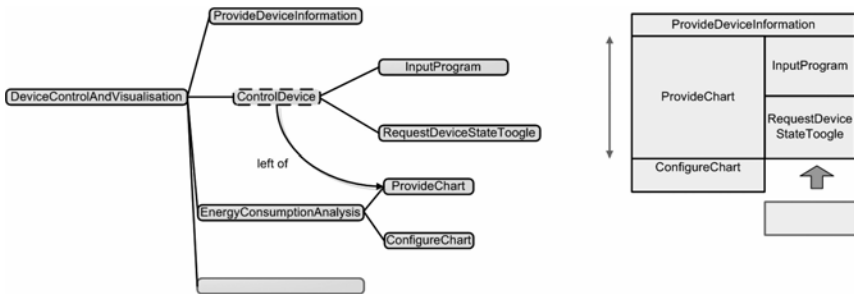 ProvideDeviceInformation
InputProgram
DeviceControlAndVisualisation
ControlDevice
RequestDeviceStateToogle
left of
ProvideChart
EnergyConsumptionAnalysis
ConfigureChart
ProvideDeviceInformation
InputProgram
ProvideChart
RequestDevice
StateToogle
ConfigureChart